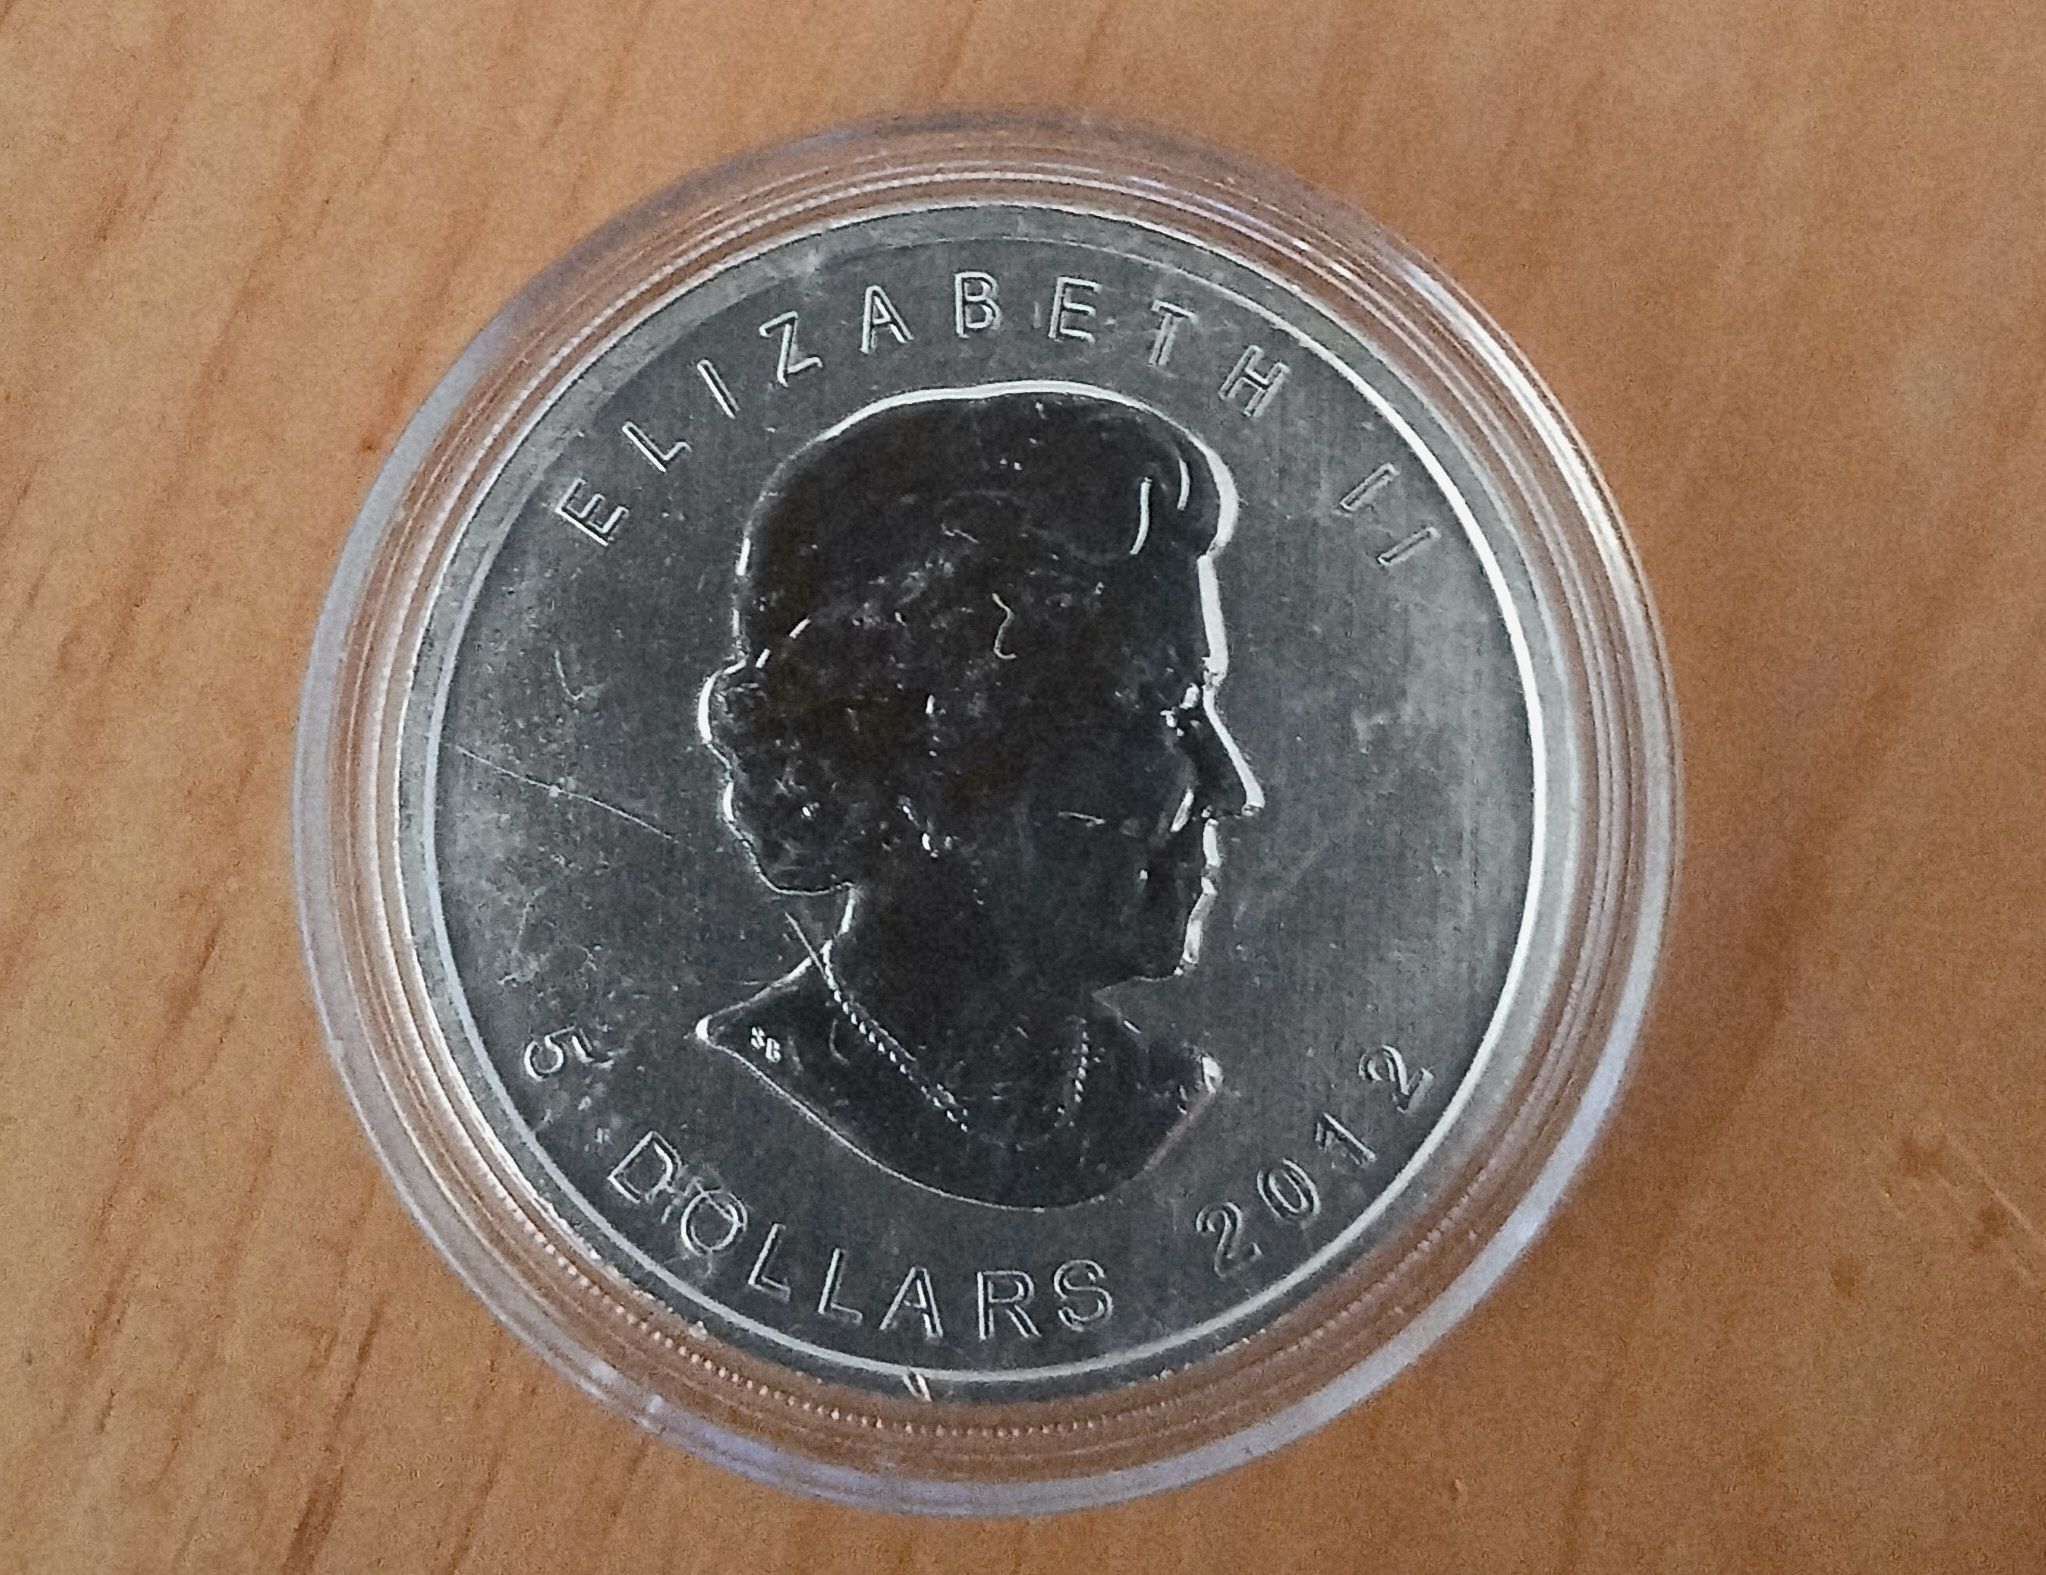 ELIZABETH II
SB
5 DOLLARS 2012